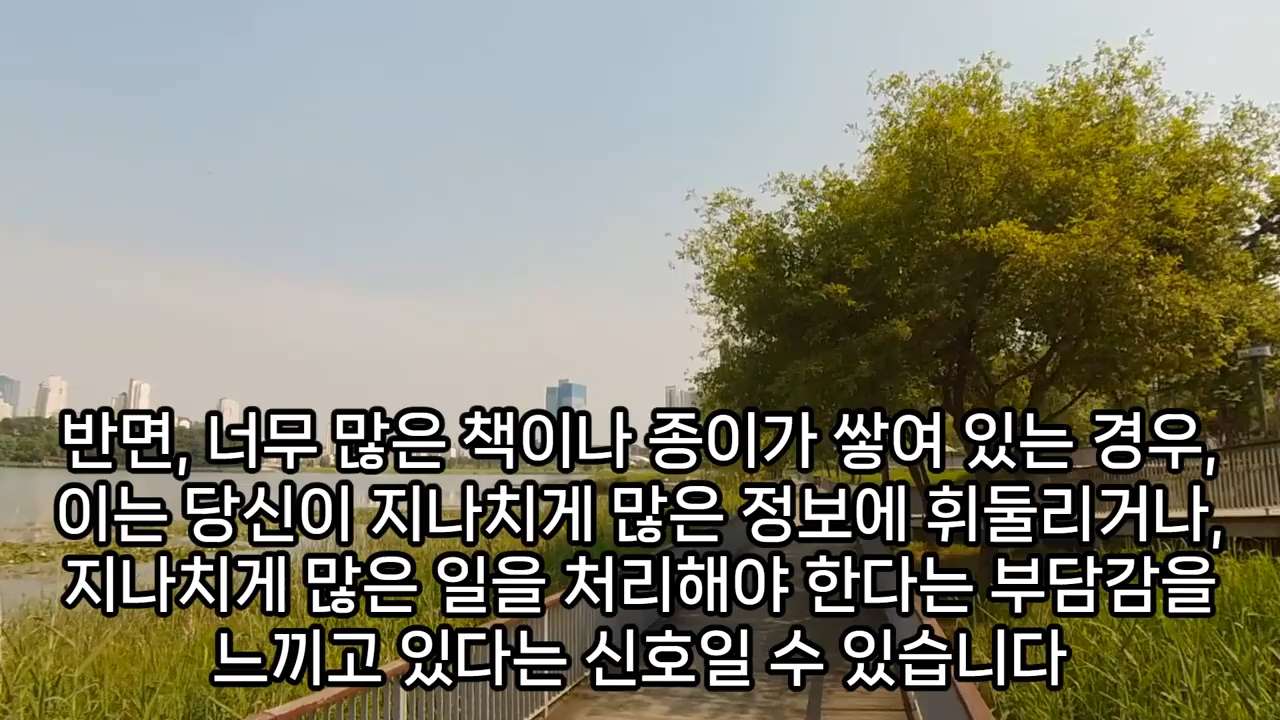 반면, 너무 많은 책이나 종이가 쌓여 있는 경우,
이는 당신이 지나치게 많은 정보에 휘둘리거나,
지나치게 많은 일을 처리해야 한다는 부담감을
느끼고 있다는 신호일 수 있습니다